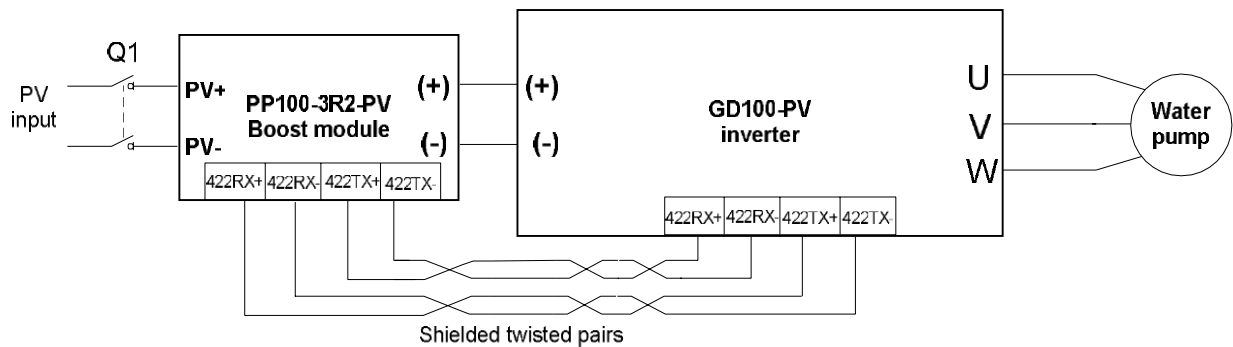 Q1
PV
input
PV+
PV-
PP100-3R2-PV
Boost module
(+)
(-)
422RX+ 422RX- 422TX+ 422TX-
(+)
(-)
GD100-PV
inverter
U
V
W
422RX+ 422RX- 422TX+ 422TX-
Water
pump
Shielded twisted pairs